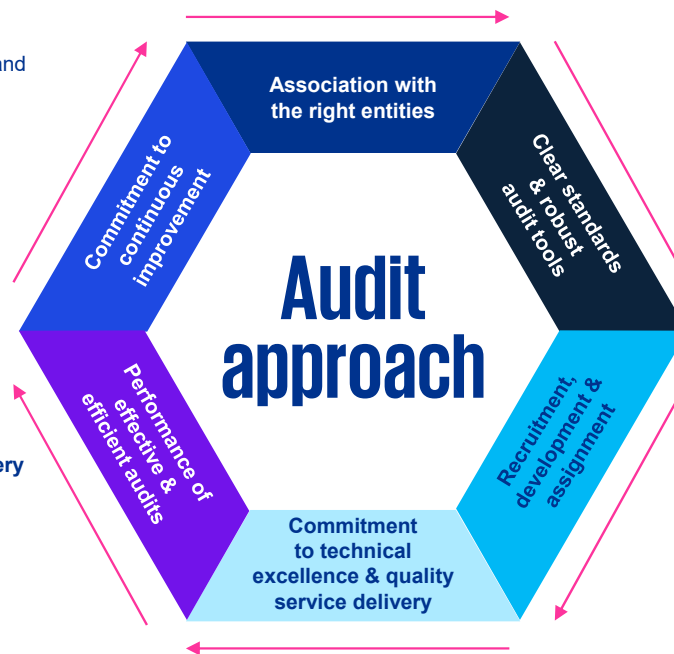 and
Association with
the right entities
Clear standards
& robust
audit tools
Commitment to
continuous
improvement
Audit
approach
Recruitment,
development &
assignment
Performance of
effective &
efficient audits
ery
Commitment
to technical
excellence & quality
service delivery